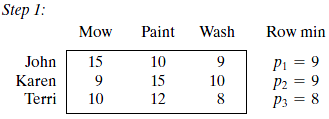 Step 1:
Mow Paint Wash Row min
John 15 10 9 p1 = 9
Karen 9 15 10 p2 = 9
Terri 10 12 8 p3 = 8